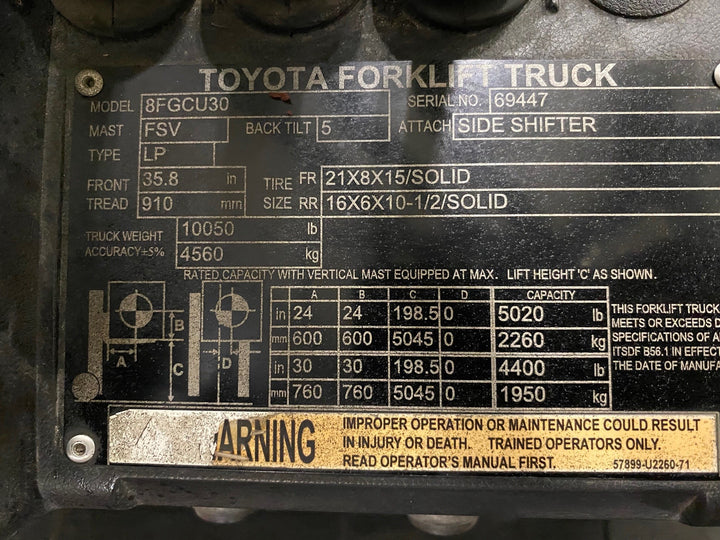 TOYOTA FORKLIFT TRUCK
MODEL 8FGCU30 SERIAL NO. 69447
MAST FSV BACK TILT 5 ATTACH SIDE SHIFTER
TYPE LP
FRONT 35.8 in TIRE FR 21X8X15/SOLID
TREAD 910 mm SIZE RR 16X6X10-1/2/SOLID
TRUCK WEIGHT 10050 lb
ACCURACY±5% 4560 kg
RATED CAPACITY WITH VERTICAL MAST EQUIPPED AT MAX. LIFT HEIGHT 'C' AS SHOWN.
A B C D CAPACITY
in 24 24 198.5 0 5020 lb
mm 600 600 5045 0 2260 kg
in 30 30 198.5 0 4400 lb
mm 760 760 5045 0 1950 kg
B
A C D
THIS FORKLIFT TRUCK
MEETS OR EXCEEDS D
SPECIFICATIONS OF A
ITSDF B56.1 IN EFFECT
THE DATE OF MANUFA
ARNING
IMPROPER OPERATION OR MAINTENANCE COULD RESULT
IN INJURY OR DEATH. TRAINED OPERATORS ONLY.
READ OPERATOR'S MANUAL FIRST. 57899-U2260-71